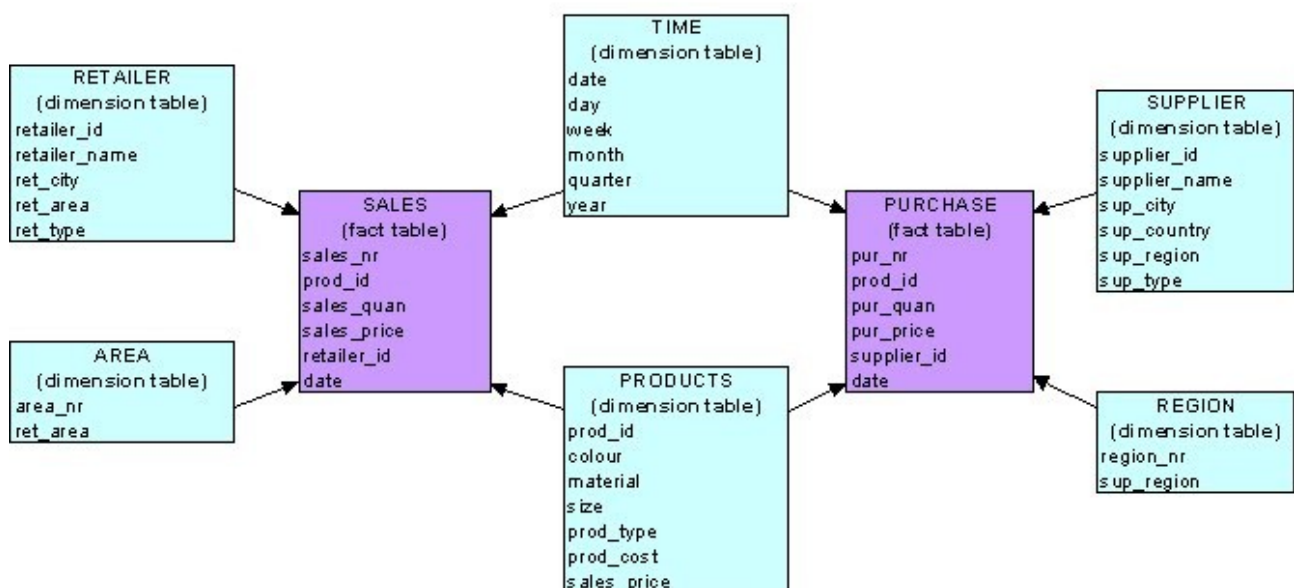 TIME
(dimension table)
date
day
week
month
quarter
year
RETAILER
(dimension table)
retailer_id
retailer_name
ret_city
ret_area
ret_type
SUPPLIER
(dimension table)
supplier_id
supplier_name
sup_city
sup_country
sup_region
sup_type
SALES
(fact table)
sales_nr
prod_id
sales_quan
sales_price
retailer_id
date
PURCHASE
(fact table)
pur_nr
prod_id
pur_quan
pur_price
supplier_id
date
AREA
(dimension table)
area_nr
ret_area
PRODUCTS
(dimension table)
prod_id
colour
material
size
prod_type
prod_cost
sales_price
REGION
(dimension table)
region_nr
sup_region